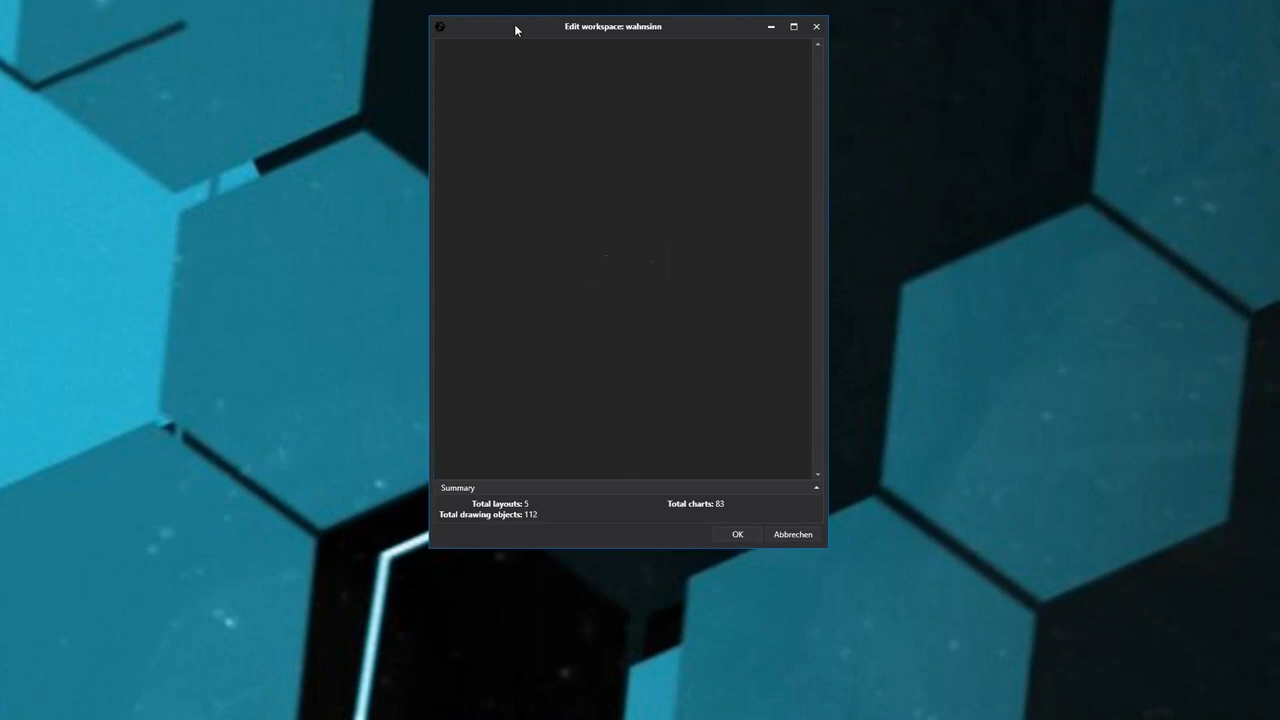 Edit workspace: wahnsinn
Summary
Total layouts: 5
Total charts: 83
Total drawing objects: 112
OK
Abbrechen